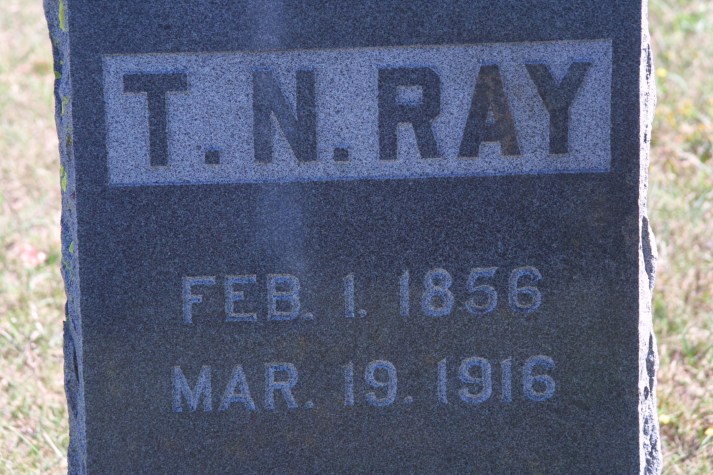 T. N. RAY
FEB. 1. 1856
MAR. 19. 1916